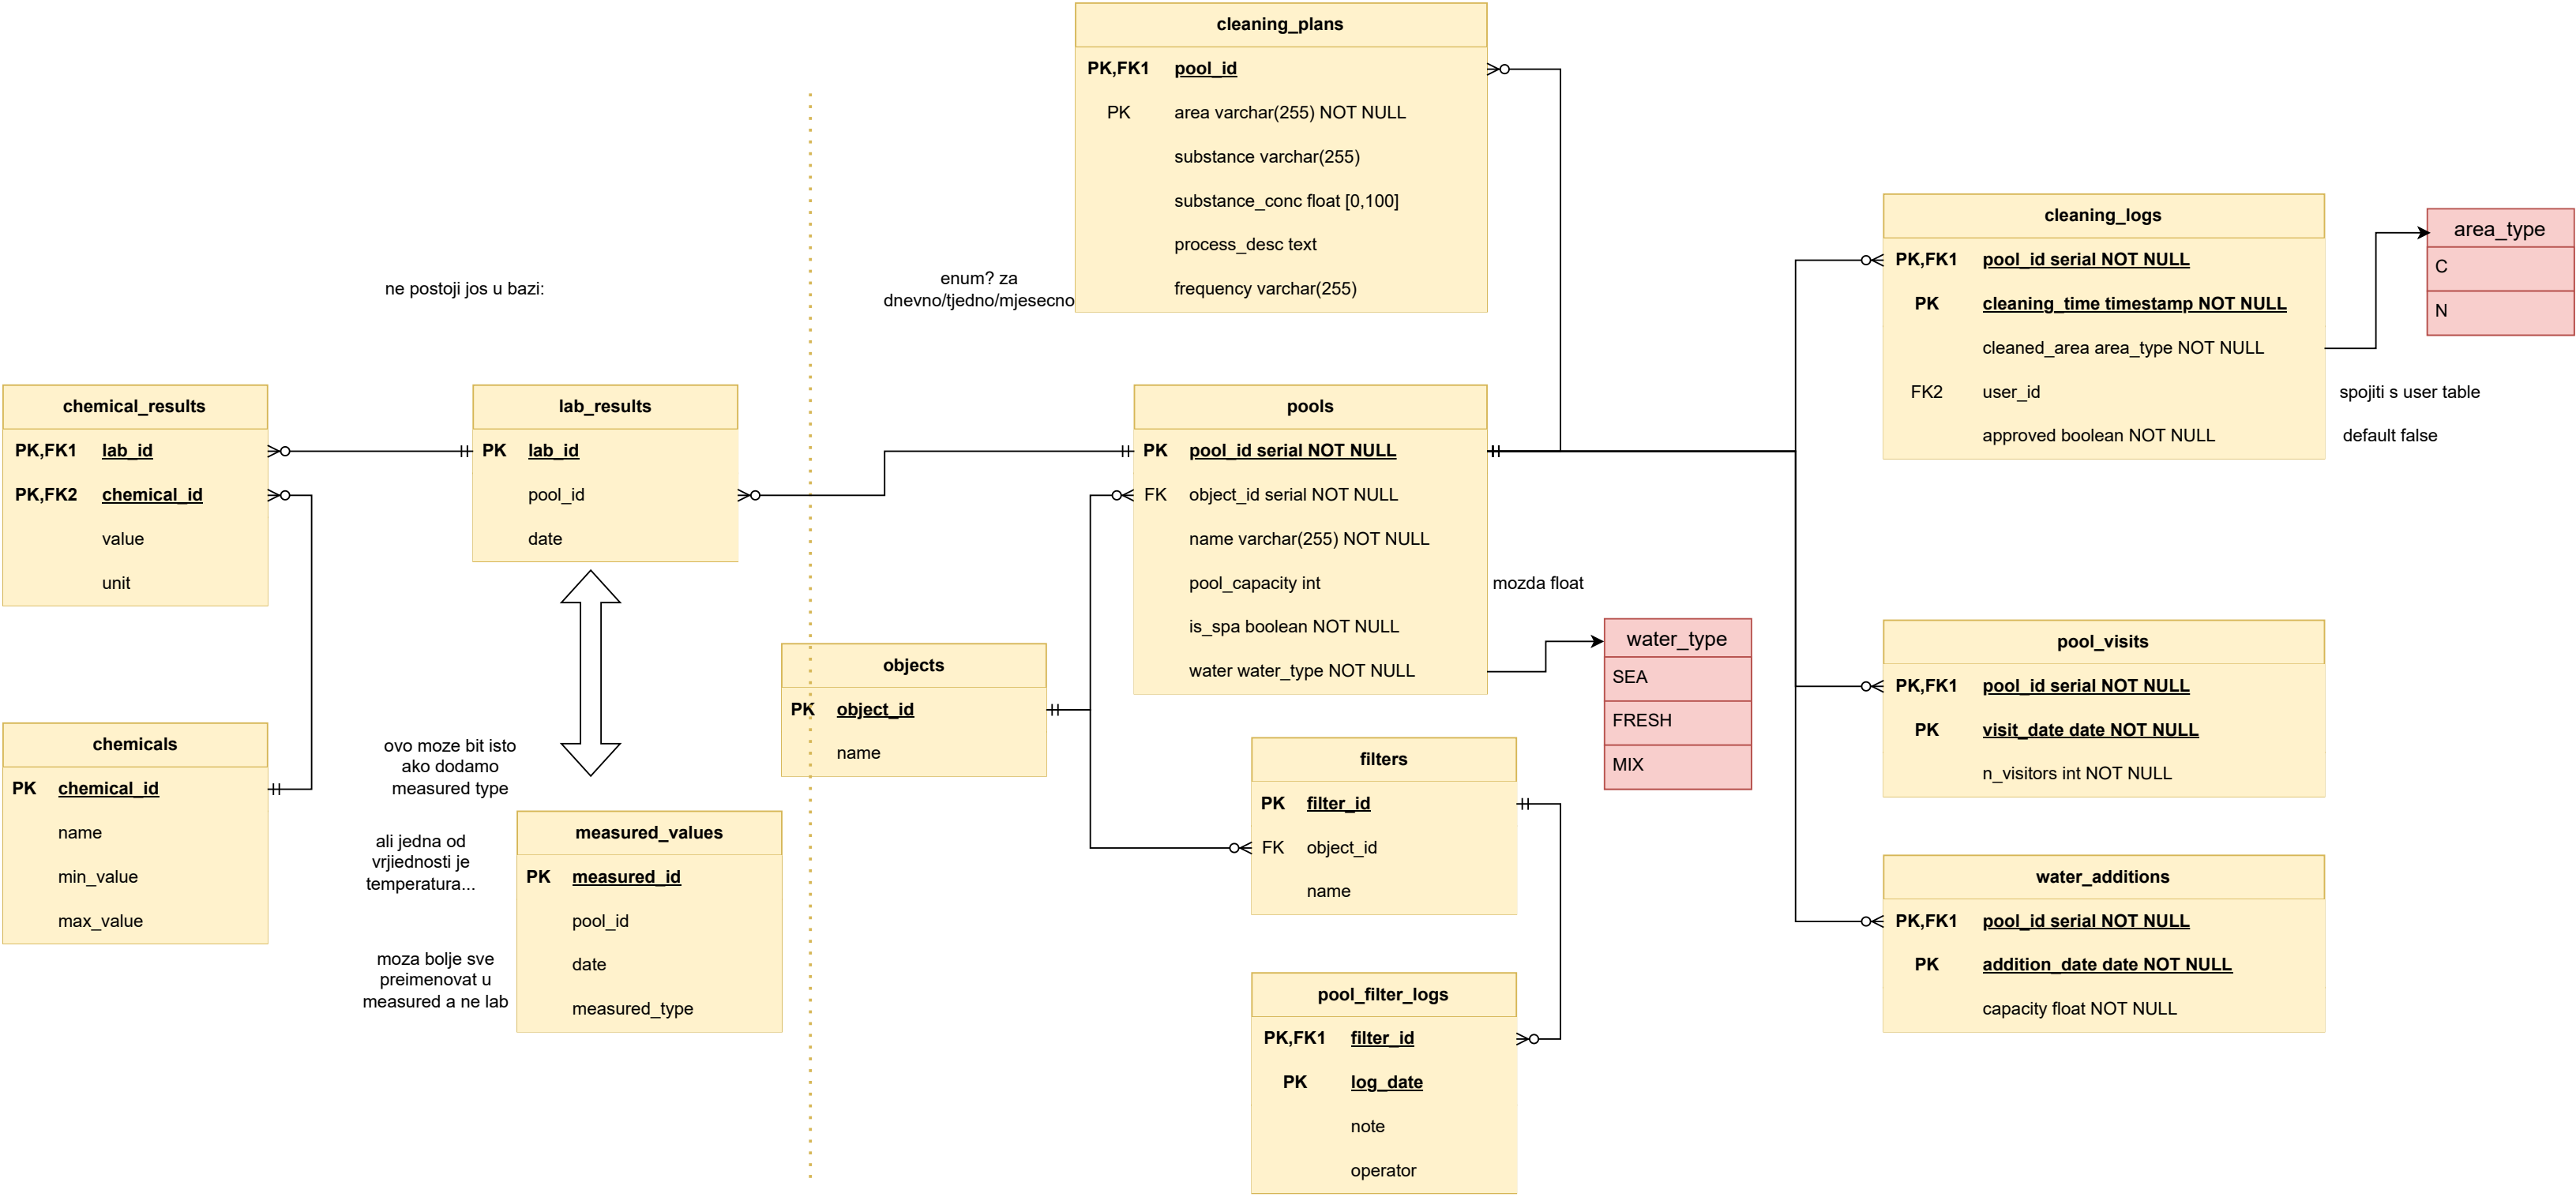 cleaning_plans
PK,FK1 pool_id
PK area varchar(255) NOT NULL
substance varchar(255)
substance_conc float [0,100]
process_desc text
frequency varchar(255)
enum? za
dnevno/tjedno/mjesecno
ne postoji jos u bazi:
cleaning_logs
PK,FK1 pool_id serial NOT NULL
PK cleaning_time timestamp NOT NULL
cleaned_area area_type NOT NULL
FK2 user_id
approved boolean NOT NULL
spojiti s user table
default false
area_type
C
N
chemical_results
PK,FK1 lab_id
PK,FK2 chemical_id
value
unit
lab_results
PK lab_id
pool_id
date
pools
PK pool_id serial NOT NULL
FK object_id serial NOT NULL
name varchar(255) NOT NULL
pool_capacity int
is_spa boolean NOT NULL
water water_type NOT NULL
mozda float
water_type
SEA
FRESH
MIX
objects
PK object_id
name
pool_visits
PK,FK1 pool_id serial NOT NULL
PK visit_date date NOT NULL
n_visitors int NOT NULL
chemicals
PK chemical_id
name
min_value
max_value
ovo moze bit isto
ako dodamo
measured type
ali jedna od
vrjiednosti je
temperatura...
moza bolje sve
preimenovat u
measured a ne lab
measured_values
PK measured_id
pool_id
date
measured_type
filters
PK filter_id
FK object_id
name
water_additions
PK,FK1 pool_id serial NOT NULL
PK addition_date date NOT NULL
capacity float NOT NULL
pool_filter_logs
PK,FK1 filter_id
PK log_date
note
operator